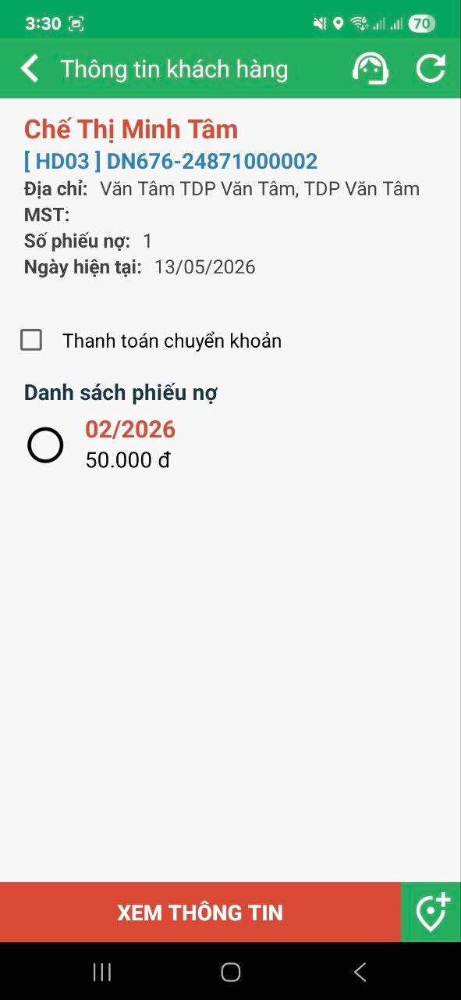 3:30
70
Thông tin khách hàng
Chế Thị Minh Tâm
[ HD03 ] DN676-24871000002
Địa chỉ: Văn Tâm TDP Văn Tâm, TDP Văn Tâm
MST:
Số phiếu nợ: 1
Ngày hiện tại: 13/05/2026
Thanh toán chuyển khoản
Danh sách phiếu nợ
02/2026
50.000 đ
XEM THÔNG TIN